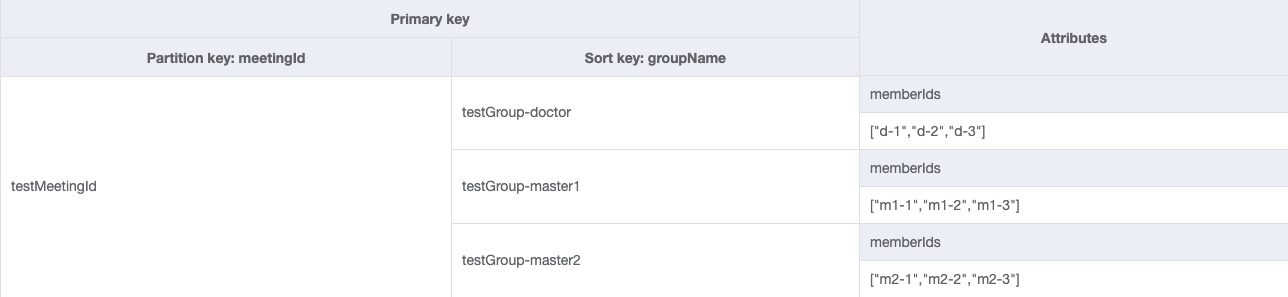 Primary key
Attributes
Partition key: meetingId
Sort key: groupName
testMeetingId
testGroup-doctor
memberIds
["d-1","d-2","d-3"]
testGroup-master1
memberIds
["m1-1","m1-2","m1-3"]
testGroup-master2
memberIds
["m2-1","m2-2","m2-3"]